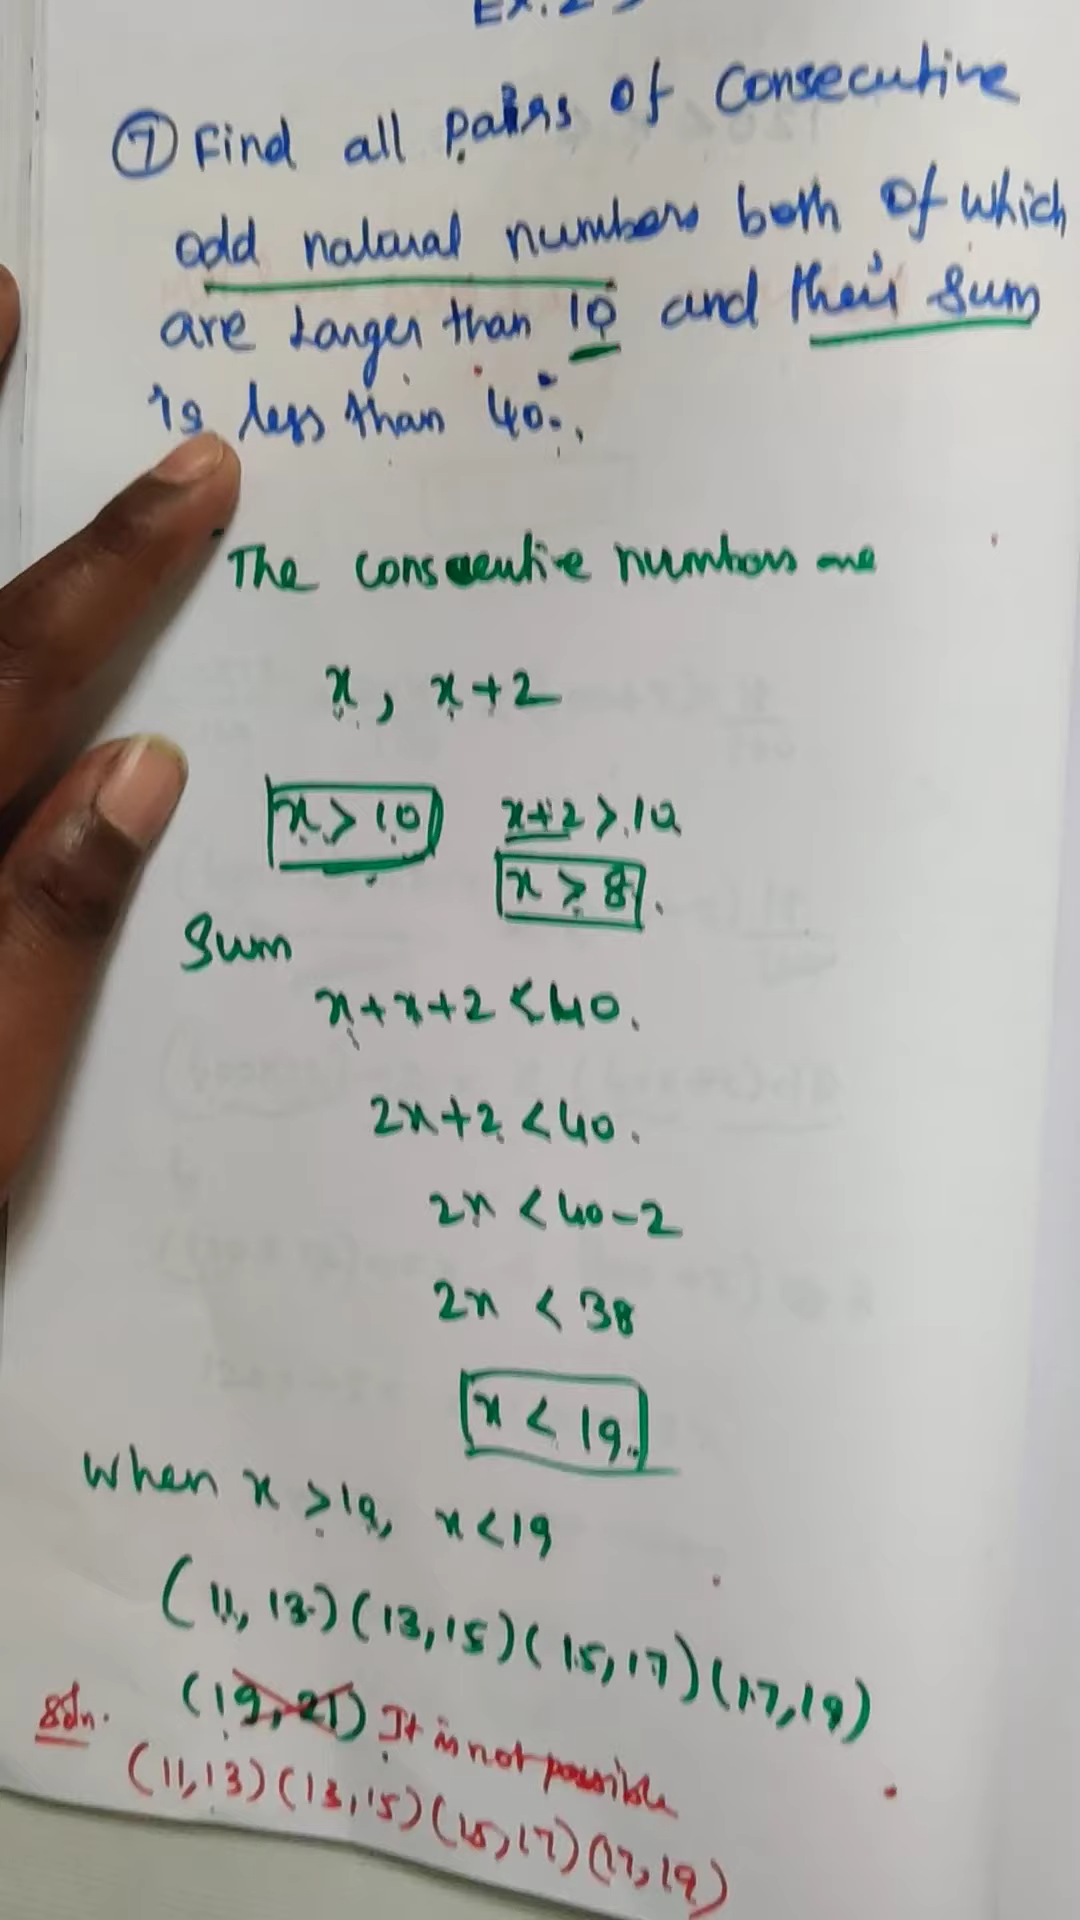 ⑦ Find all pairs of consecutive
odd natural numbers both of which
are Larger than 10 and their sum
is less than 40.
The consecutive numbers are
x, x+2
x>10 x+2>10
x>8.
Sum
x+x+2<40.
2x+2<40.
2x<40-2
2x<38
x<19.
When x>10, x<19
(11, 13)(13,15)(15,17)(17,19)
(19,21) It is not possible
Soln.
(11,13)(13,15)(15,17)(17,19)